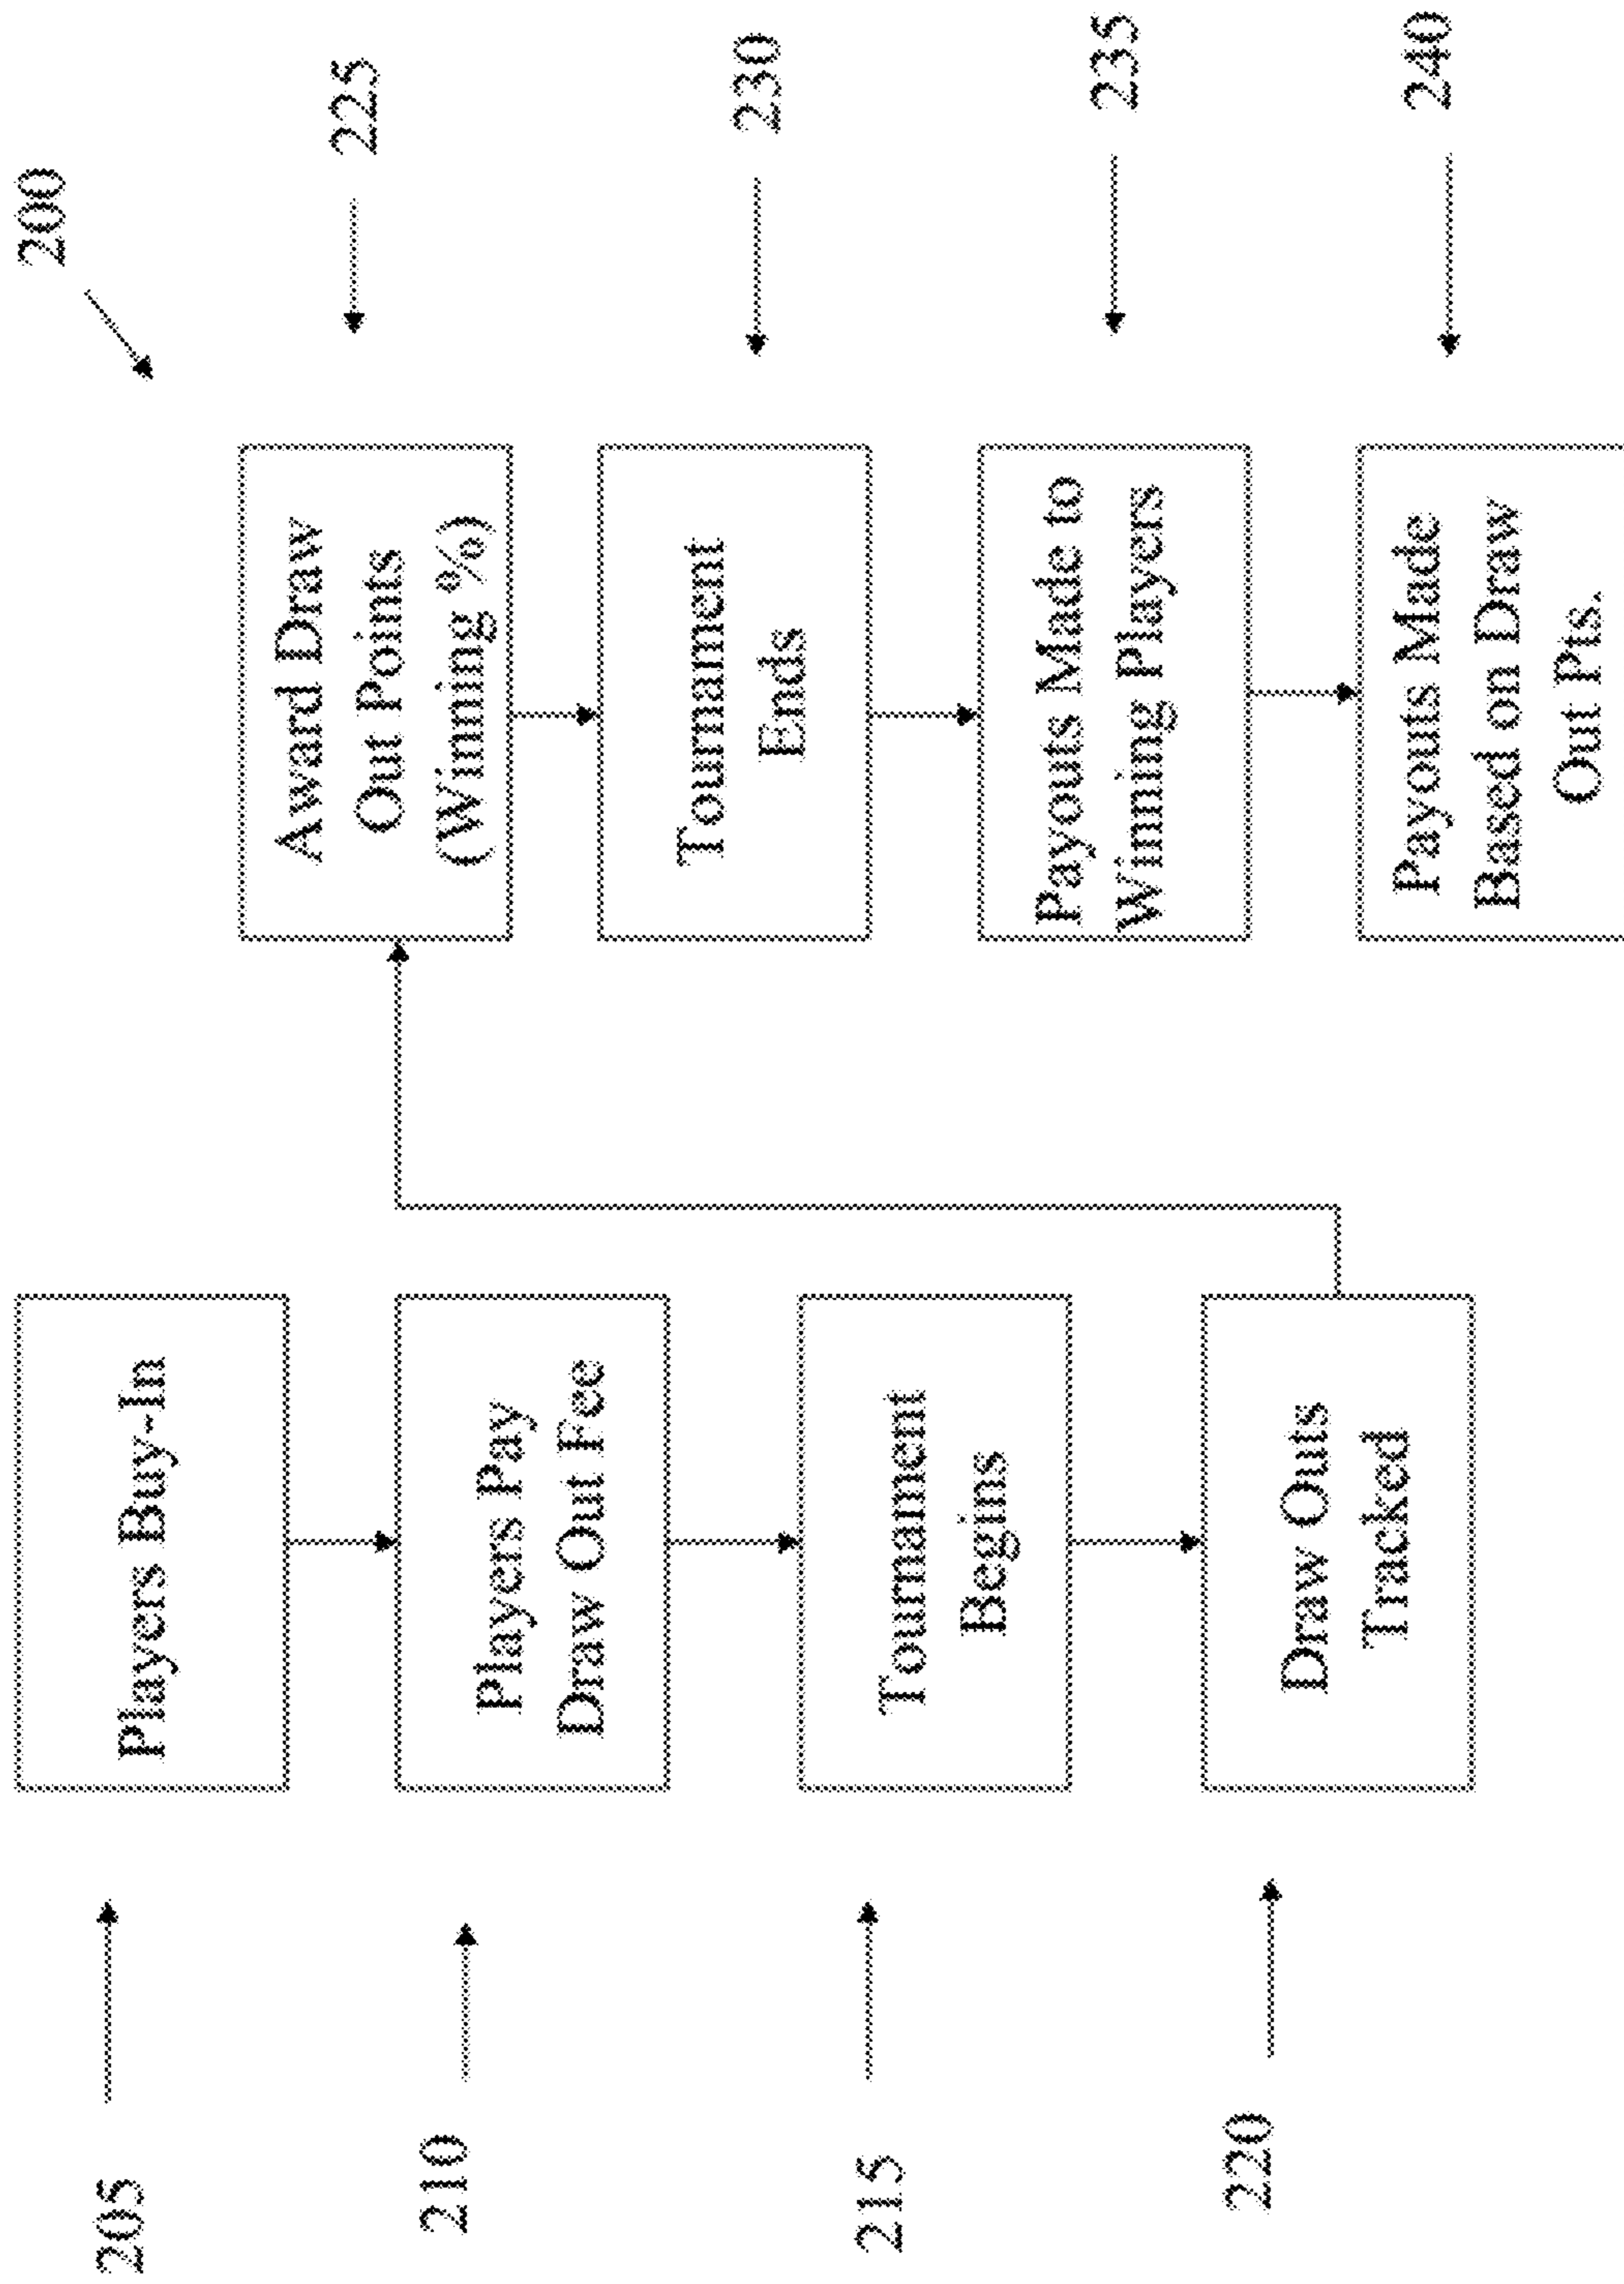 200
205
Players Buy-In
210
Players Pay
Draw Out Fee
215
Tournament
Begins
220
Draw Outs
Tracked
225
Award Draw
Out Points
(Winning %)
230
Tournament
Ends
235
Payouts Made to
Winning Players
240
Payouts Made
Based on Draw
Out Pts.